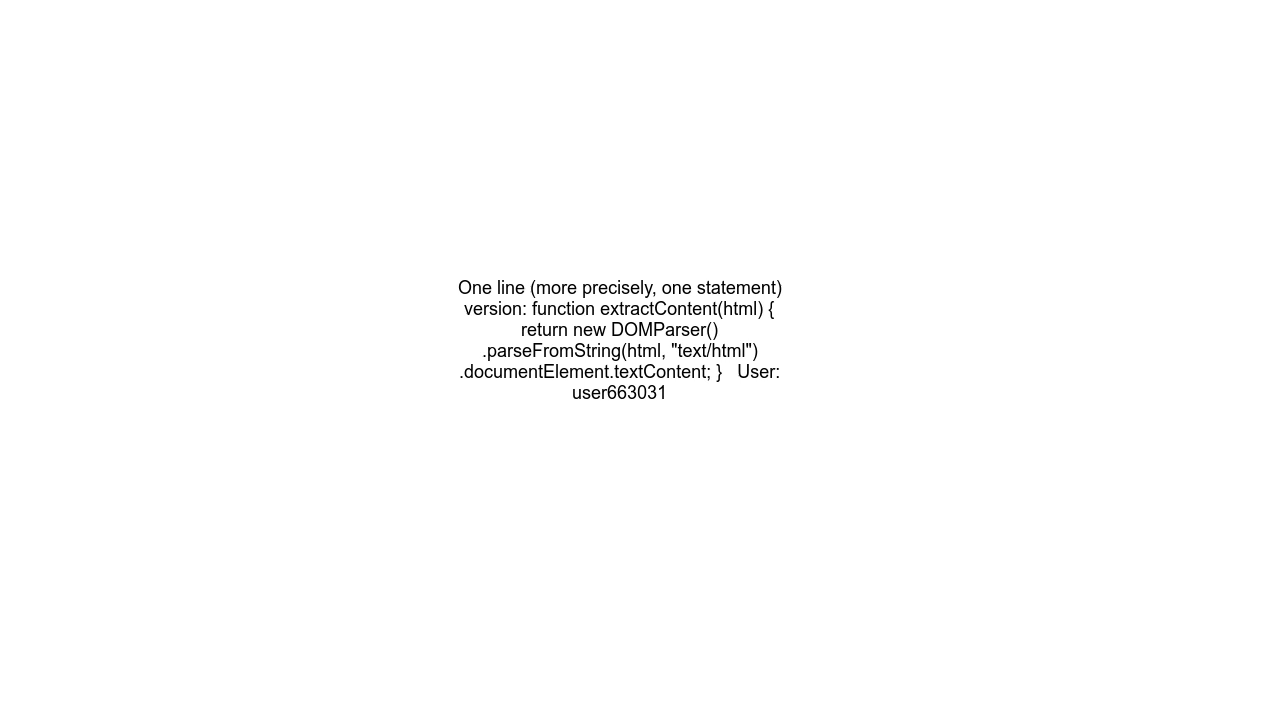 One line (more precisely, one statement)
version: function extractContent(html) {
return new DOMParser()
.parseFromString(html, "text/html")
.documentElement.textContent; }   User:
user663031